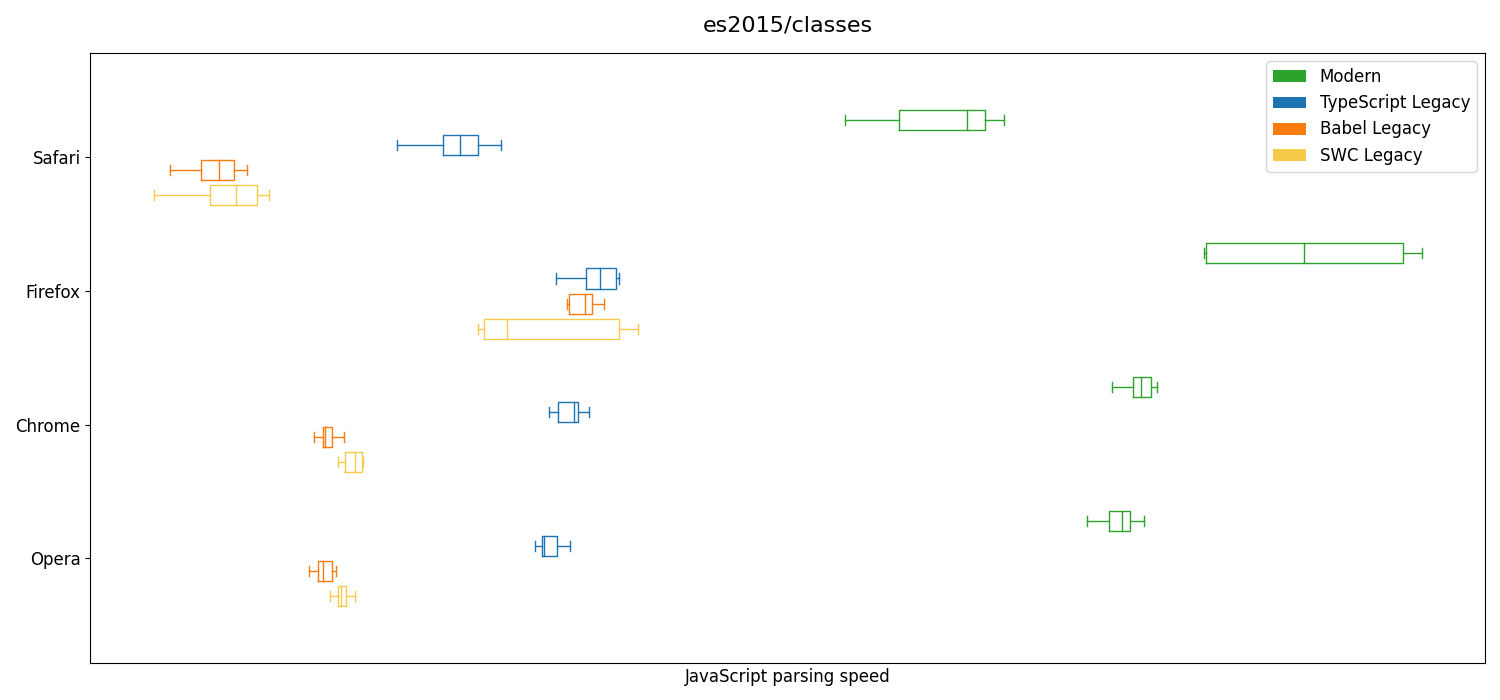 es2015/classes
Modern
TypeScript Legacy
Babel Legacy
SWC Legacy
Safari
Firefox
Chrome
Opera
JavaScript parsing speed